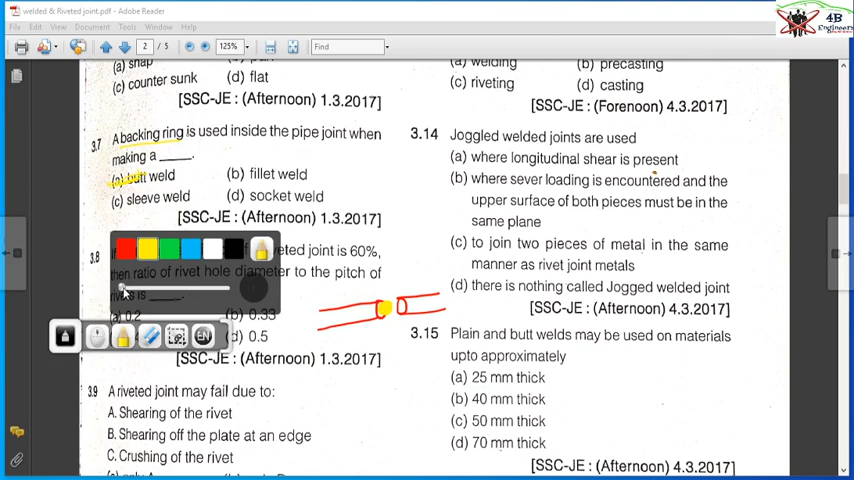 welded & Riveted joint.pdf - Adobe Reader
File Edit View Document Tools Window Help
2 / 5
125%
Find
4B
Engineers
(a) snap
(c) counter sunk (d) flat
[SSC-JE : (Afternoon) 1.3.2017]
3.7 A backing ring is used inside the pipe joint when
making a ____.
(a) butt weld (b) fillet weld
(c) sleeve weld (d) socket weld
[SSC-JE : (Afternoon) 1.3.2017]
3.8 veted joint is 60%,
then ratio of rivet hole diameter to the pitch of
rivets is ____.
(a) 0.2 (b) 0.33
(d) 0.5
EN
[SSC-JE : (Afternoon) 1.3.2017]
3.9 A riveted joint may fail due to:
A. Shearing of the rivet
B. Shearing off the plate at an edge
C. Crushing of the rivet
(a) welding (b) precasting
(c) riveting (d) casting
[SSC-JE : (Forenoon) 4.3.2017]
3.14 Joggled welded joints are used
(a) where longitudinal shear is present
(b) where sever loading is encountered and the
upper surface of both pieces must be in the
same plane
(c) to join two pieces of metal in the same
manner as rivet joint metals
(d) there is nothing called Jogged welded joint
[SSC-JE : (Afternoon) 4.3.2017]
3.15 Plain and butt welds may be used on materials
upto approximately
(a) 25 mm thick
(b) 40 mm thick
(c) 50 mm thick
(d) 70 mm thick
[SSC-JE : (Afternoon) 4.3.2017]